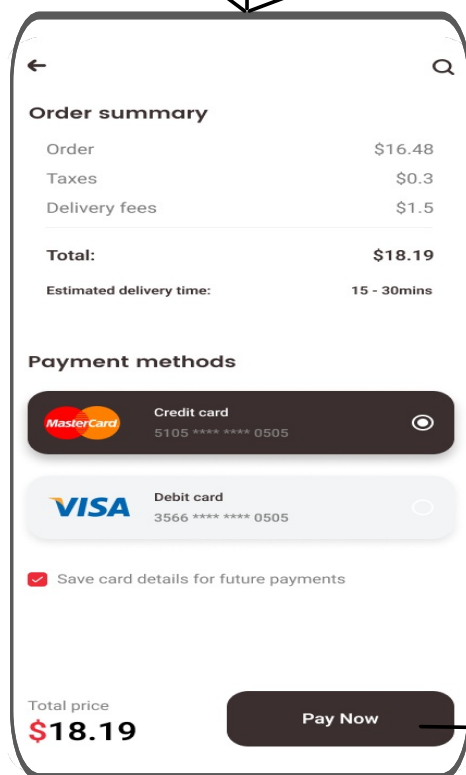 Order summary
Order $16.48
Taxes $0.3
Delivery fees $1.5
Total: $18.19
Estimated delivery time: 15 - 30mins
Payment methods
MasterCard
Credit card
5105 **** **** 0505
VISA
Debit card
3566 **** **** 0505
Save card details for future payments
Total price
$18.19
Pay Now